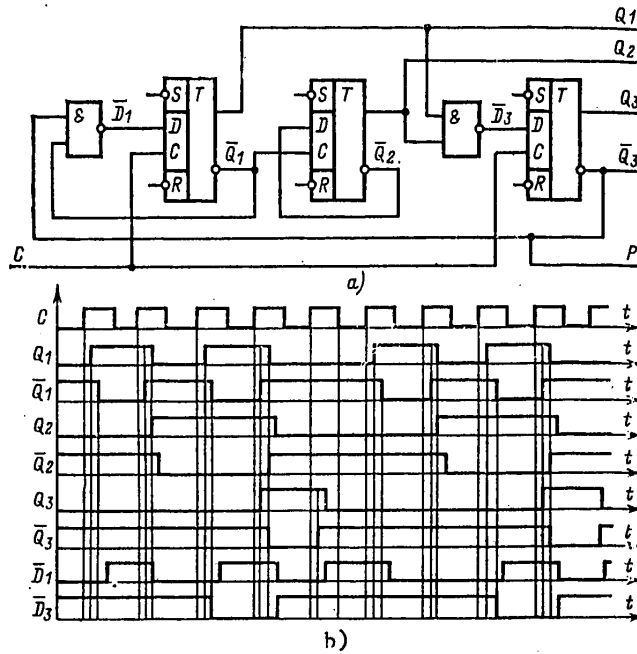 Q1
Q2
Q3
Q̄3
P
& D̄1 S T D C R Q̄1
S T D C R Q̄2
& D̄3 S T D C R
C
a)
C t
Q1 t
Q̄1 t
Q2 t
Q̄2 t
Q3 t
Q̄3 t
D̄1 t
D̄3 t
b)